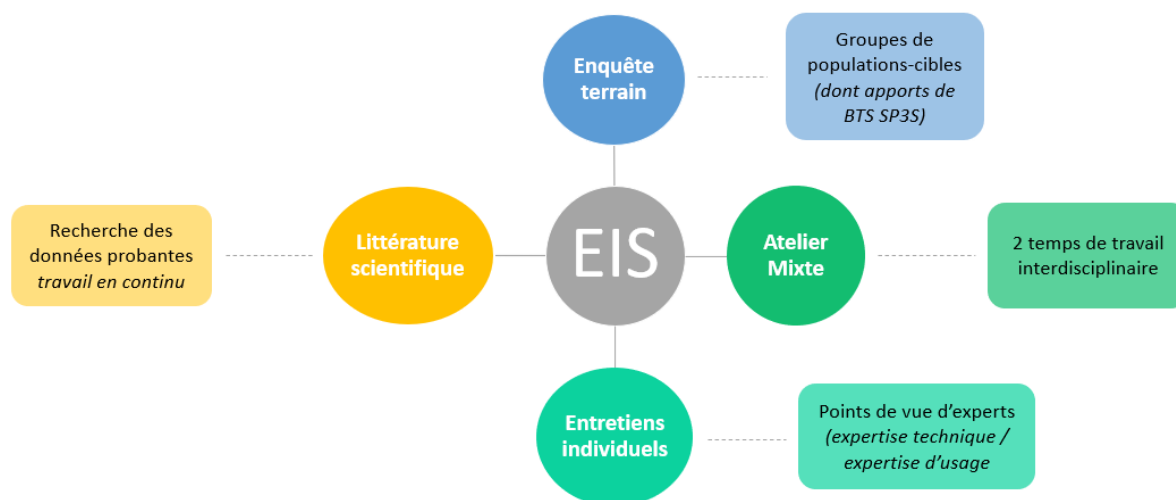 Enquête
terrain
Groupes de
populations-cibles
(dont apports de
BTS SP3S)
Recherche des
données probantes
travail en continu
Littérature
scientifique
EIS
Atelier
Mixte
2 temps de travail
interdisciplinaire
Entretiens
individuels
Points de vue d’experts
(expertise technique /
expertise d’usage